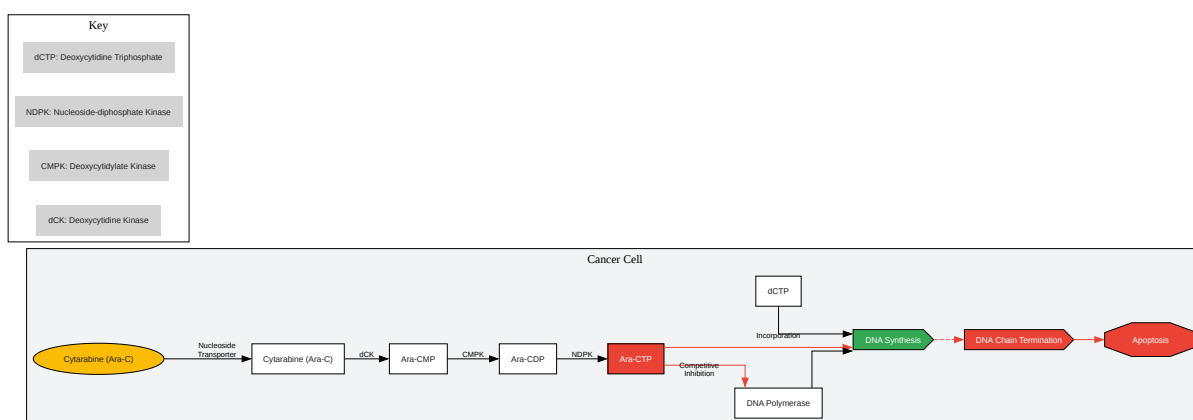 Key
dCTP: Deoxycytidine Triphosphate
NDPK: Nucleoside-diphosphate Kinase
CMPK: Deoxycytidylate Kinase
dCK: Deoxycytidine Kinase
Cancer Cell
dCTP
Incorporation
Cytarabine (Ara-C)
Nucleoside
Transporter
Cytarabine (Ara-C)
dCK
Ara-CMP
CMPK
Ara-CDP
NDPK
Ara-CTP
Competitive
Inhibition
DNA Polymerase
DNA Synthesis
DNA Chain Termination
Apoptosis